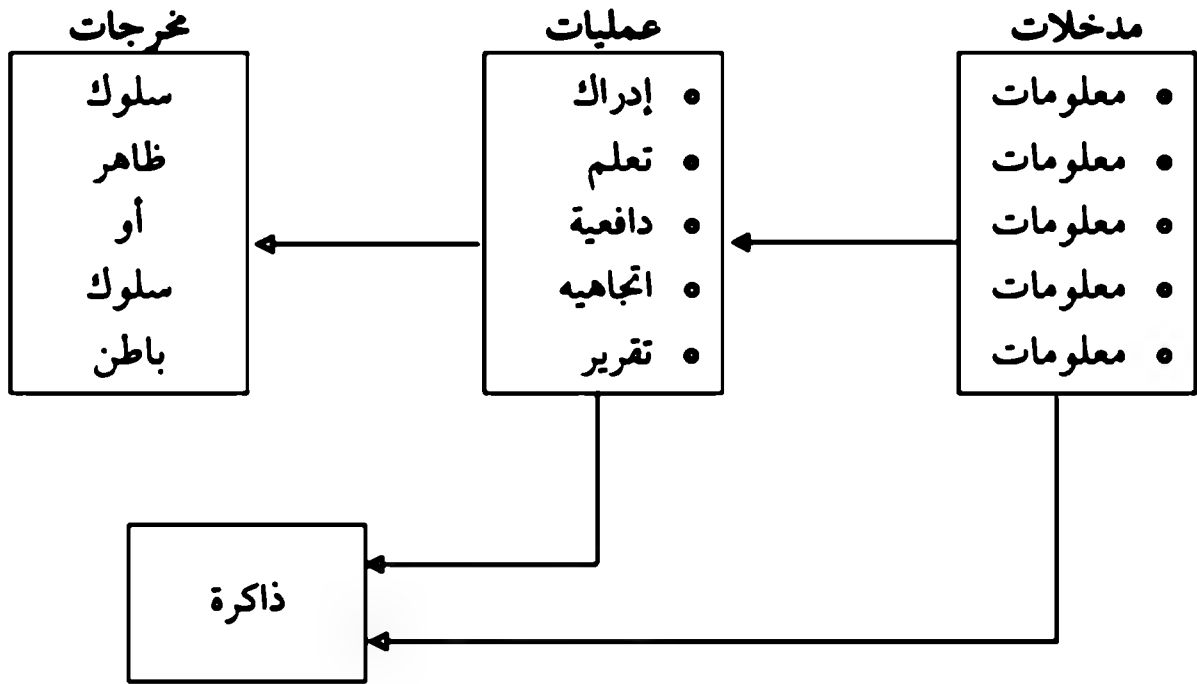 مدخلات
• معلومات
• معلومات
• معلومات
• معلومات
• معلومات
عمليات
• إدراك
• تعلم
• دافعية
• اتجاهيه
• تقرير
مخرجات
سلوك
ظاهر
أو
سلوك
باطن
ذاكرة